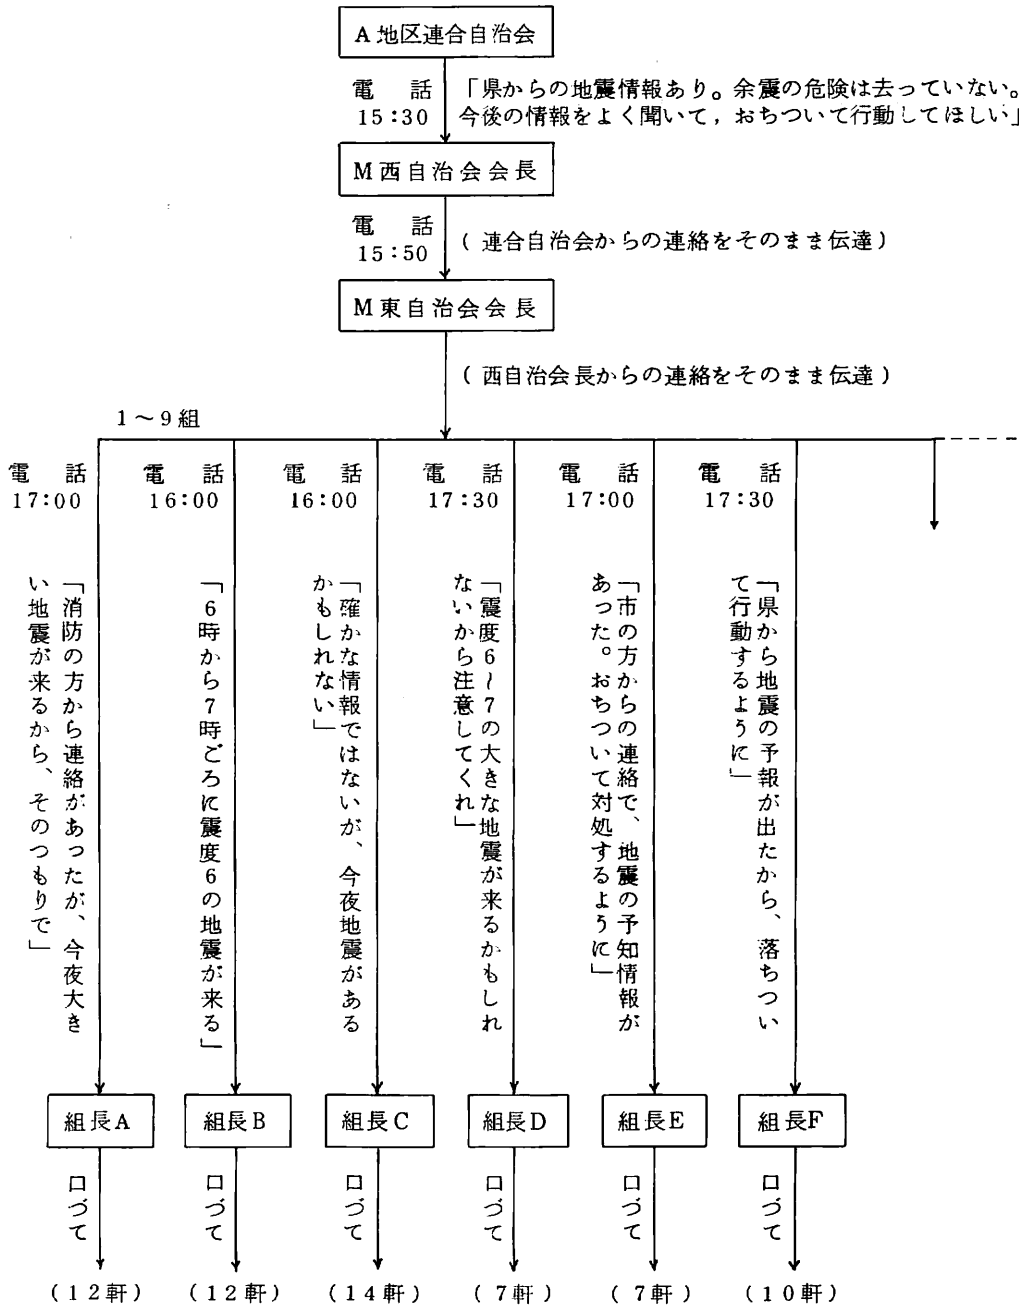 A 地区連合自治会
電　話
15:30
「県からの地震情報あり。余震の危険は去っていない。
今後の情報をよく聞いて，おちついて行動してほしい」
M西自治会会長
電　話
15:50
( 連合自治会からの連絡をそのまま伝達 )
M東自治会会長
( 西自治会長からの連絡をそのまま伝達 )
1～9組
電　話
17:00
「消防の方から連絡があったが、今夜大き
い地震が来るから、そのつもりで」
組長A
口づて
(12軒)
電　話
16:00
「6時から7時ごろに震度6の地震が来る」
組長B
口づて
(12軒)
電　話
16:00
「確かな情報ではないが、今夜地震がある
かもしれない」
組長C
口づて
(14軒)
電　話
17:30
「震度6～7の大きな地震が来るかもしれ
ないから注意してくれ」
組長D
口づて
(7軒)
電　話
17:00
「市の方からの連絡で、地震の予知情報が
あった。おちついて対処するように」
組長E
口づて
(7軒)
電　話
17:30
「県から地震の予報が出たから、落ちつい
て行動するように」
組長F
口づて
(10軒)